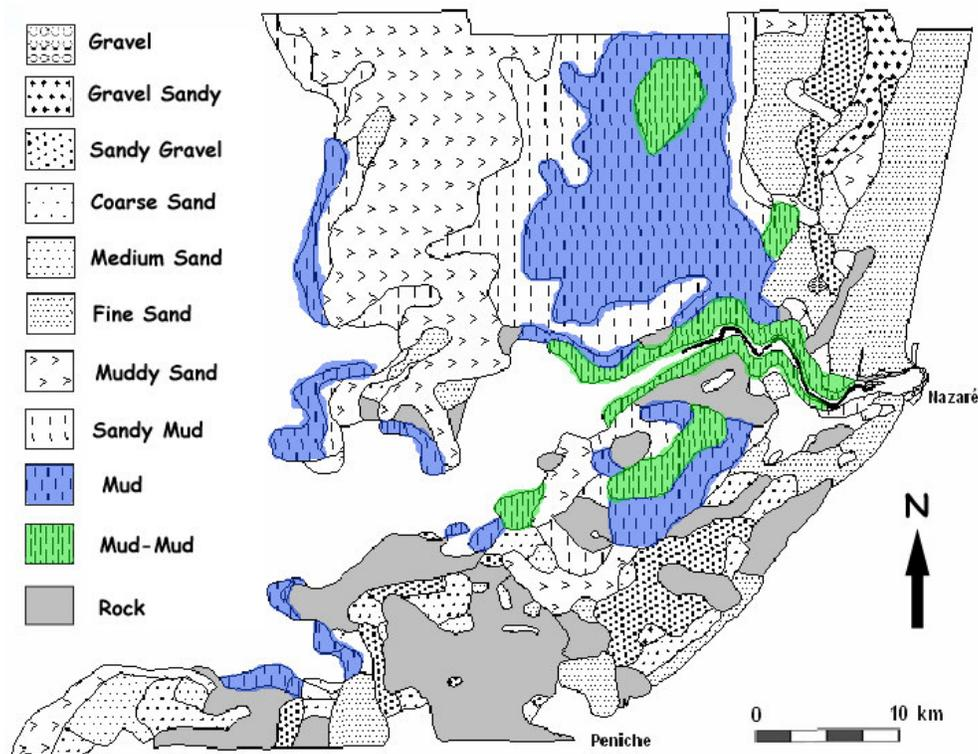 Gravel
Gravel Sandy
Sandy Gravel
Coarse Sand
Medium Sand
Fine Sand
Muddy Sand
Sandy Mud
Mud
Mud-Mud
Rock
Nazaré
N
0 10 km
Peniche